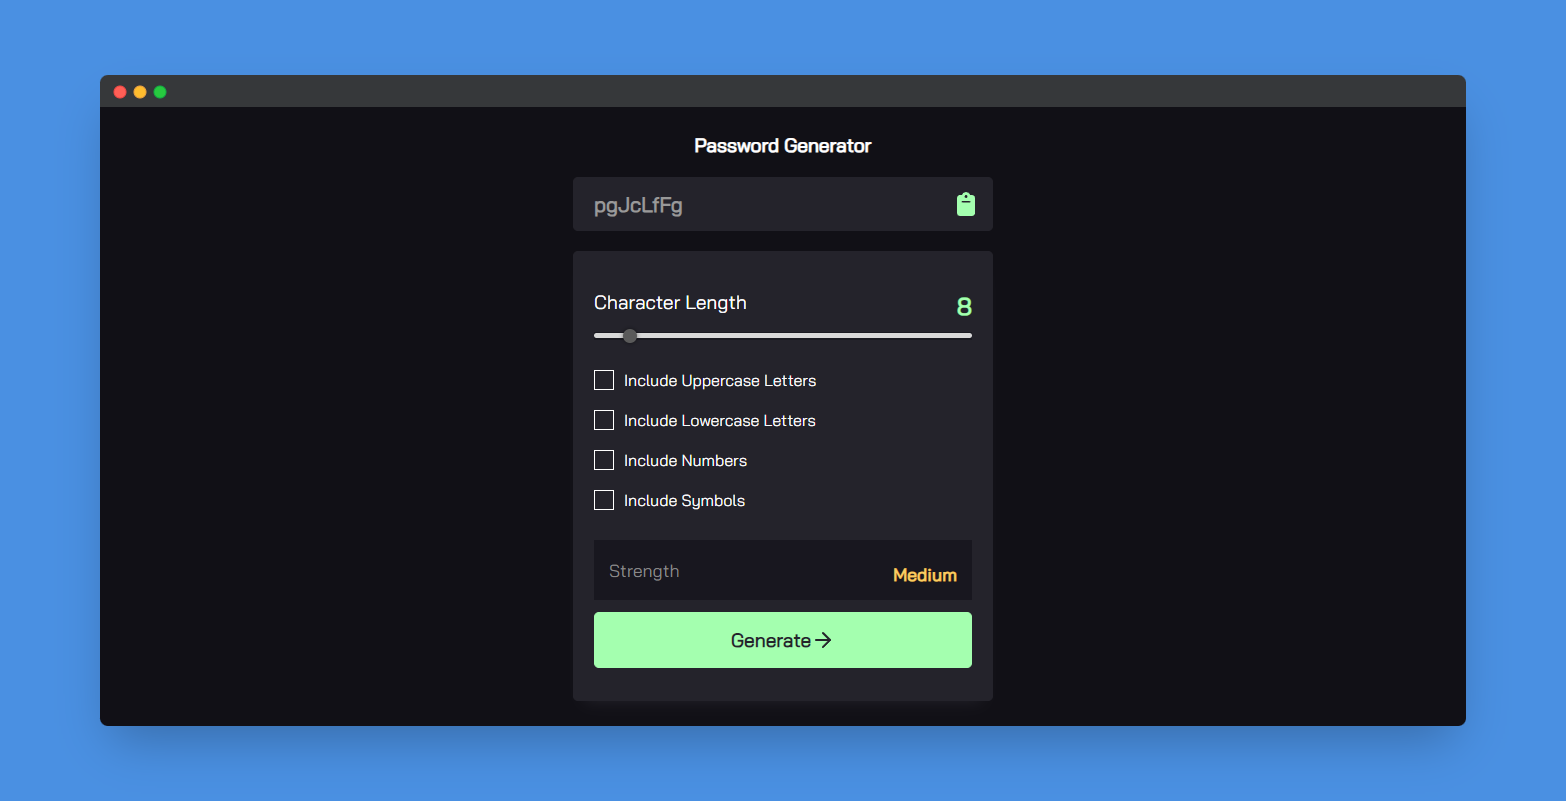 Password Generator
pgJcLfFg
Character Length 8
Include Uppercase Letters
Include Lowercase Letters
Include Numbers
Include Symbols
Strength Medium
Generate